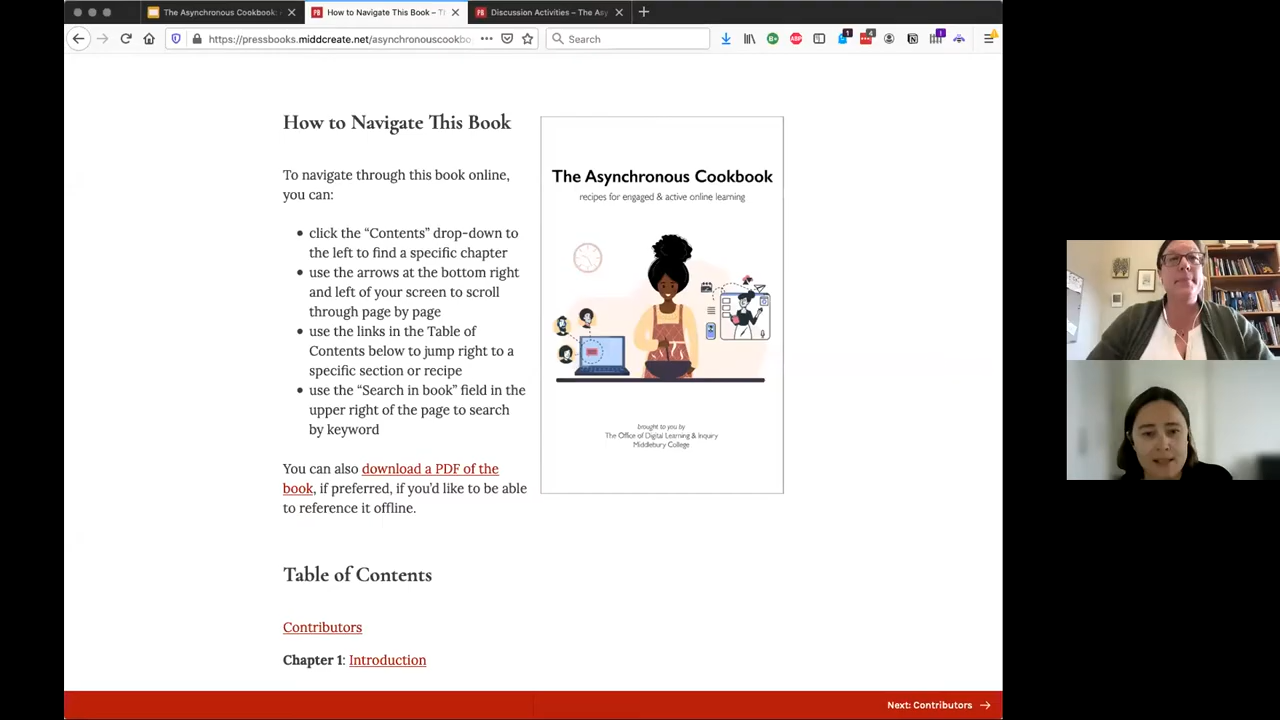 The Asynchronous Cookbook:
How to Navigate This Book – T
Discussion Activities – The Asy
https://pressbooks.middcreate.net/asynchronouscookbo
Search
1
4
1
How to Navigate This Book
To navigate through this book online,
you can:
click the “Contents” drop-down to
the left to find a specific chapter
use the arrows at the bottom right
and left of your screen to scroll
through page by page
use the links in the Table of
Contents below to jump right to a
specific section or recipe
use the “Search in book” field in the
upper right of the page to search
by keyword
You can also download a PDF of the
book, if preferred, if you’d like to be able
to reference it offline.
The Asynchronous Cookbook
recipes for engaged & active online learning
brought to you by
The Office of Digital Learning & Inquiry
Middlebury College
Table of Contents
Contributors
Chapter 1: Introduction
Next: Contributors →